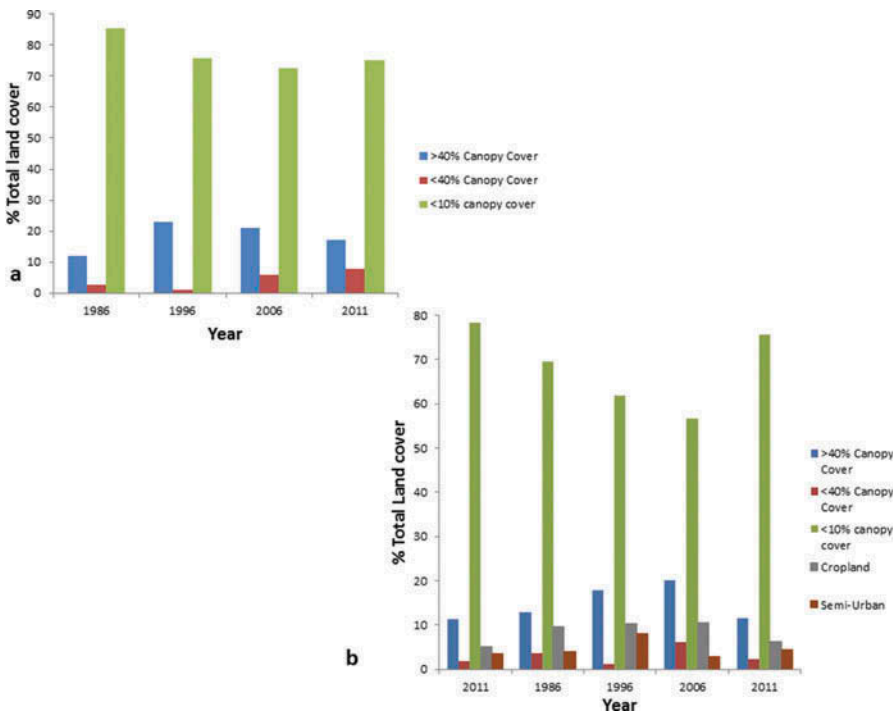 90
80
70
60
50
40
30
20
10
0
% Total land cover
a
1986 1996 2006 2011
Year
>40% Canopy Cover
<40% Canopy Cover
<10% canopy cover
80
70
60
50
40
30
20
10
0
% Total Land cover
b
2011 1986 1996 2006 2011
Year
>40% Canopy
Cover
<40% Canopy
Cover
<10% canopy
cover
Cropland
Semi-Urban